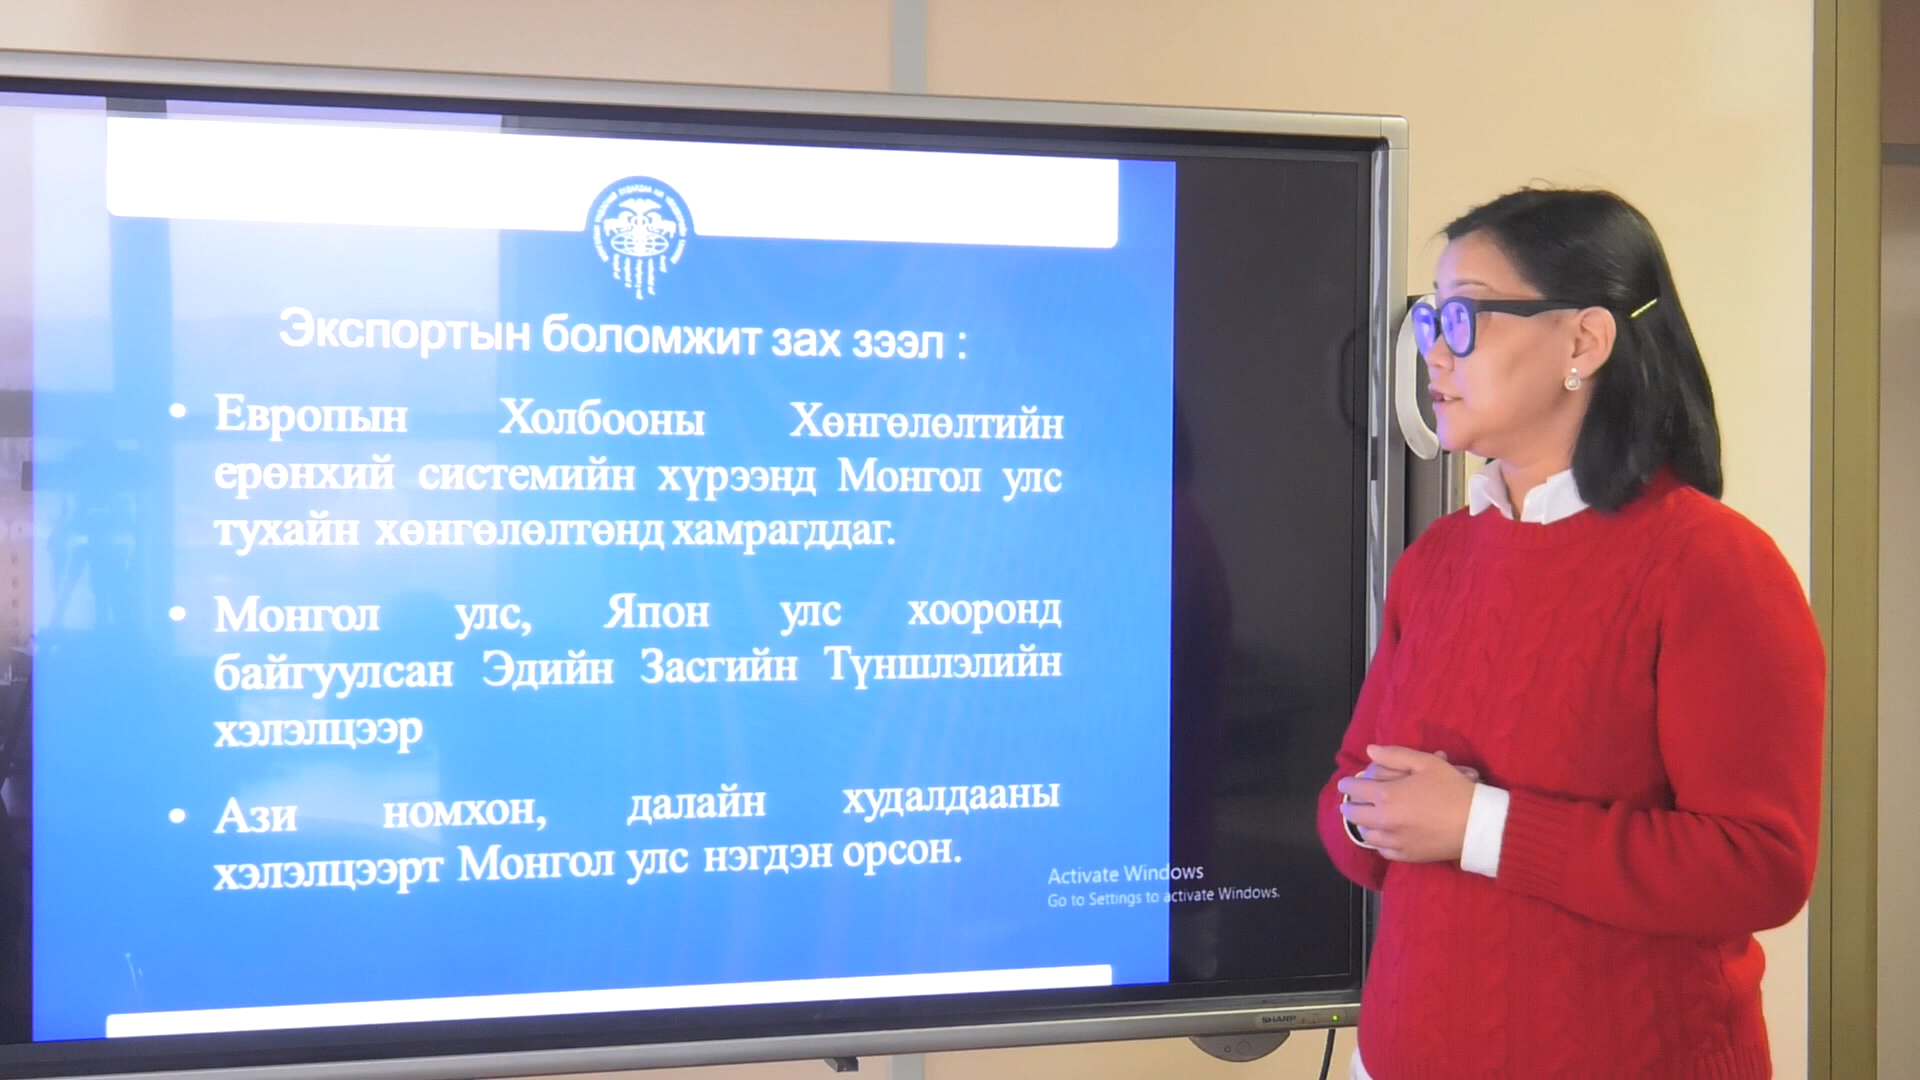 Экспортын боломжит зах зээл :
• Европын Холбооны Хөнгөлөлтийн
ерөнхий системийн хүрээнд Монгол улс
тухайн хөнгөлөлтөнд хамрагддаг.
• Монгол улс, Япон улс хооронд
байгуулсан Эдийн Засгийн Түншлэлийн
хэлэлцээр
• Ази номхон, далайн худалдааны
хэлэлцээрт Монгол улс нэгдэн орсон.
Activate Windows
Go to Settings to activate Windows.
SHARP